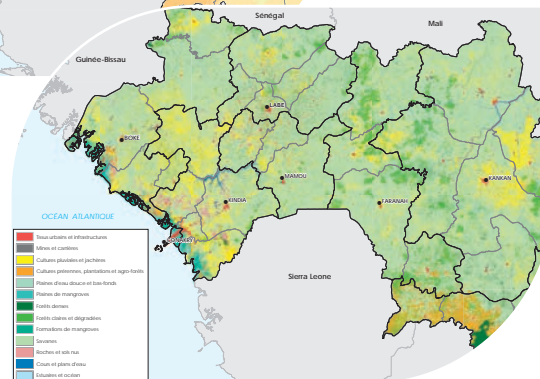 Sénégal
Mali
Guinée-Bissau
LABE
BOKE
MAMOU
KANKAN
KINDIA
FARANAH
OCÉAN ATLANTIQUE
CONAKRY
Sierra Leone
Tissus urbains et infrastructures
Mines et carrières
Cultures pluviales et jachères
Cultures pérennes, plantations et agro-forêts
Plaines d'eau douce et bas-fonds
Plaines de mangroves
Forêts denses
Forêts claires et dégradées
Formations de mangroves
Savanes
Roches et sols nus
Cours et plans d'eau
Estuaires et océan